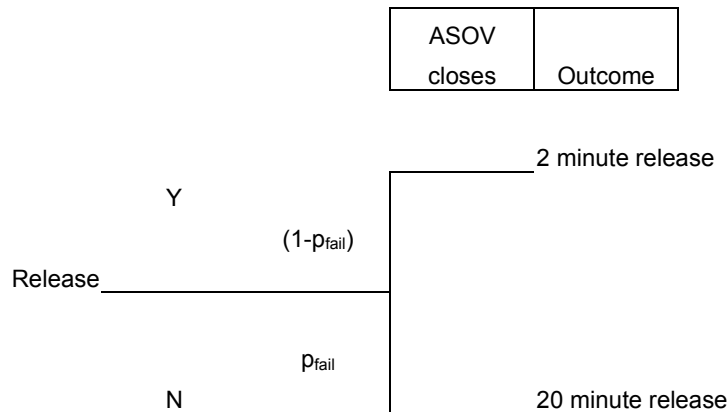 ASOV
closes Outcome
2 minute release
Y
(1-pfail)
Release
pfail
N 20 minute release